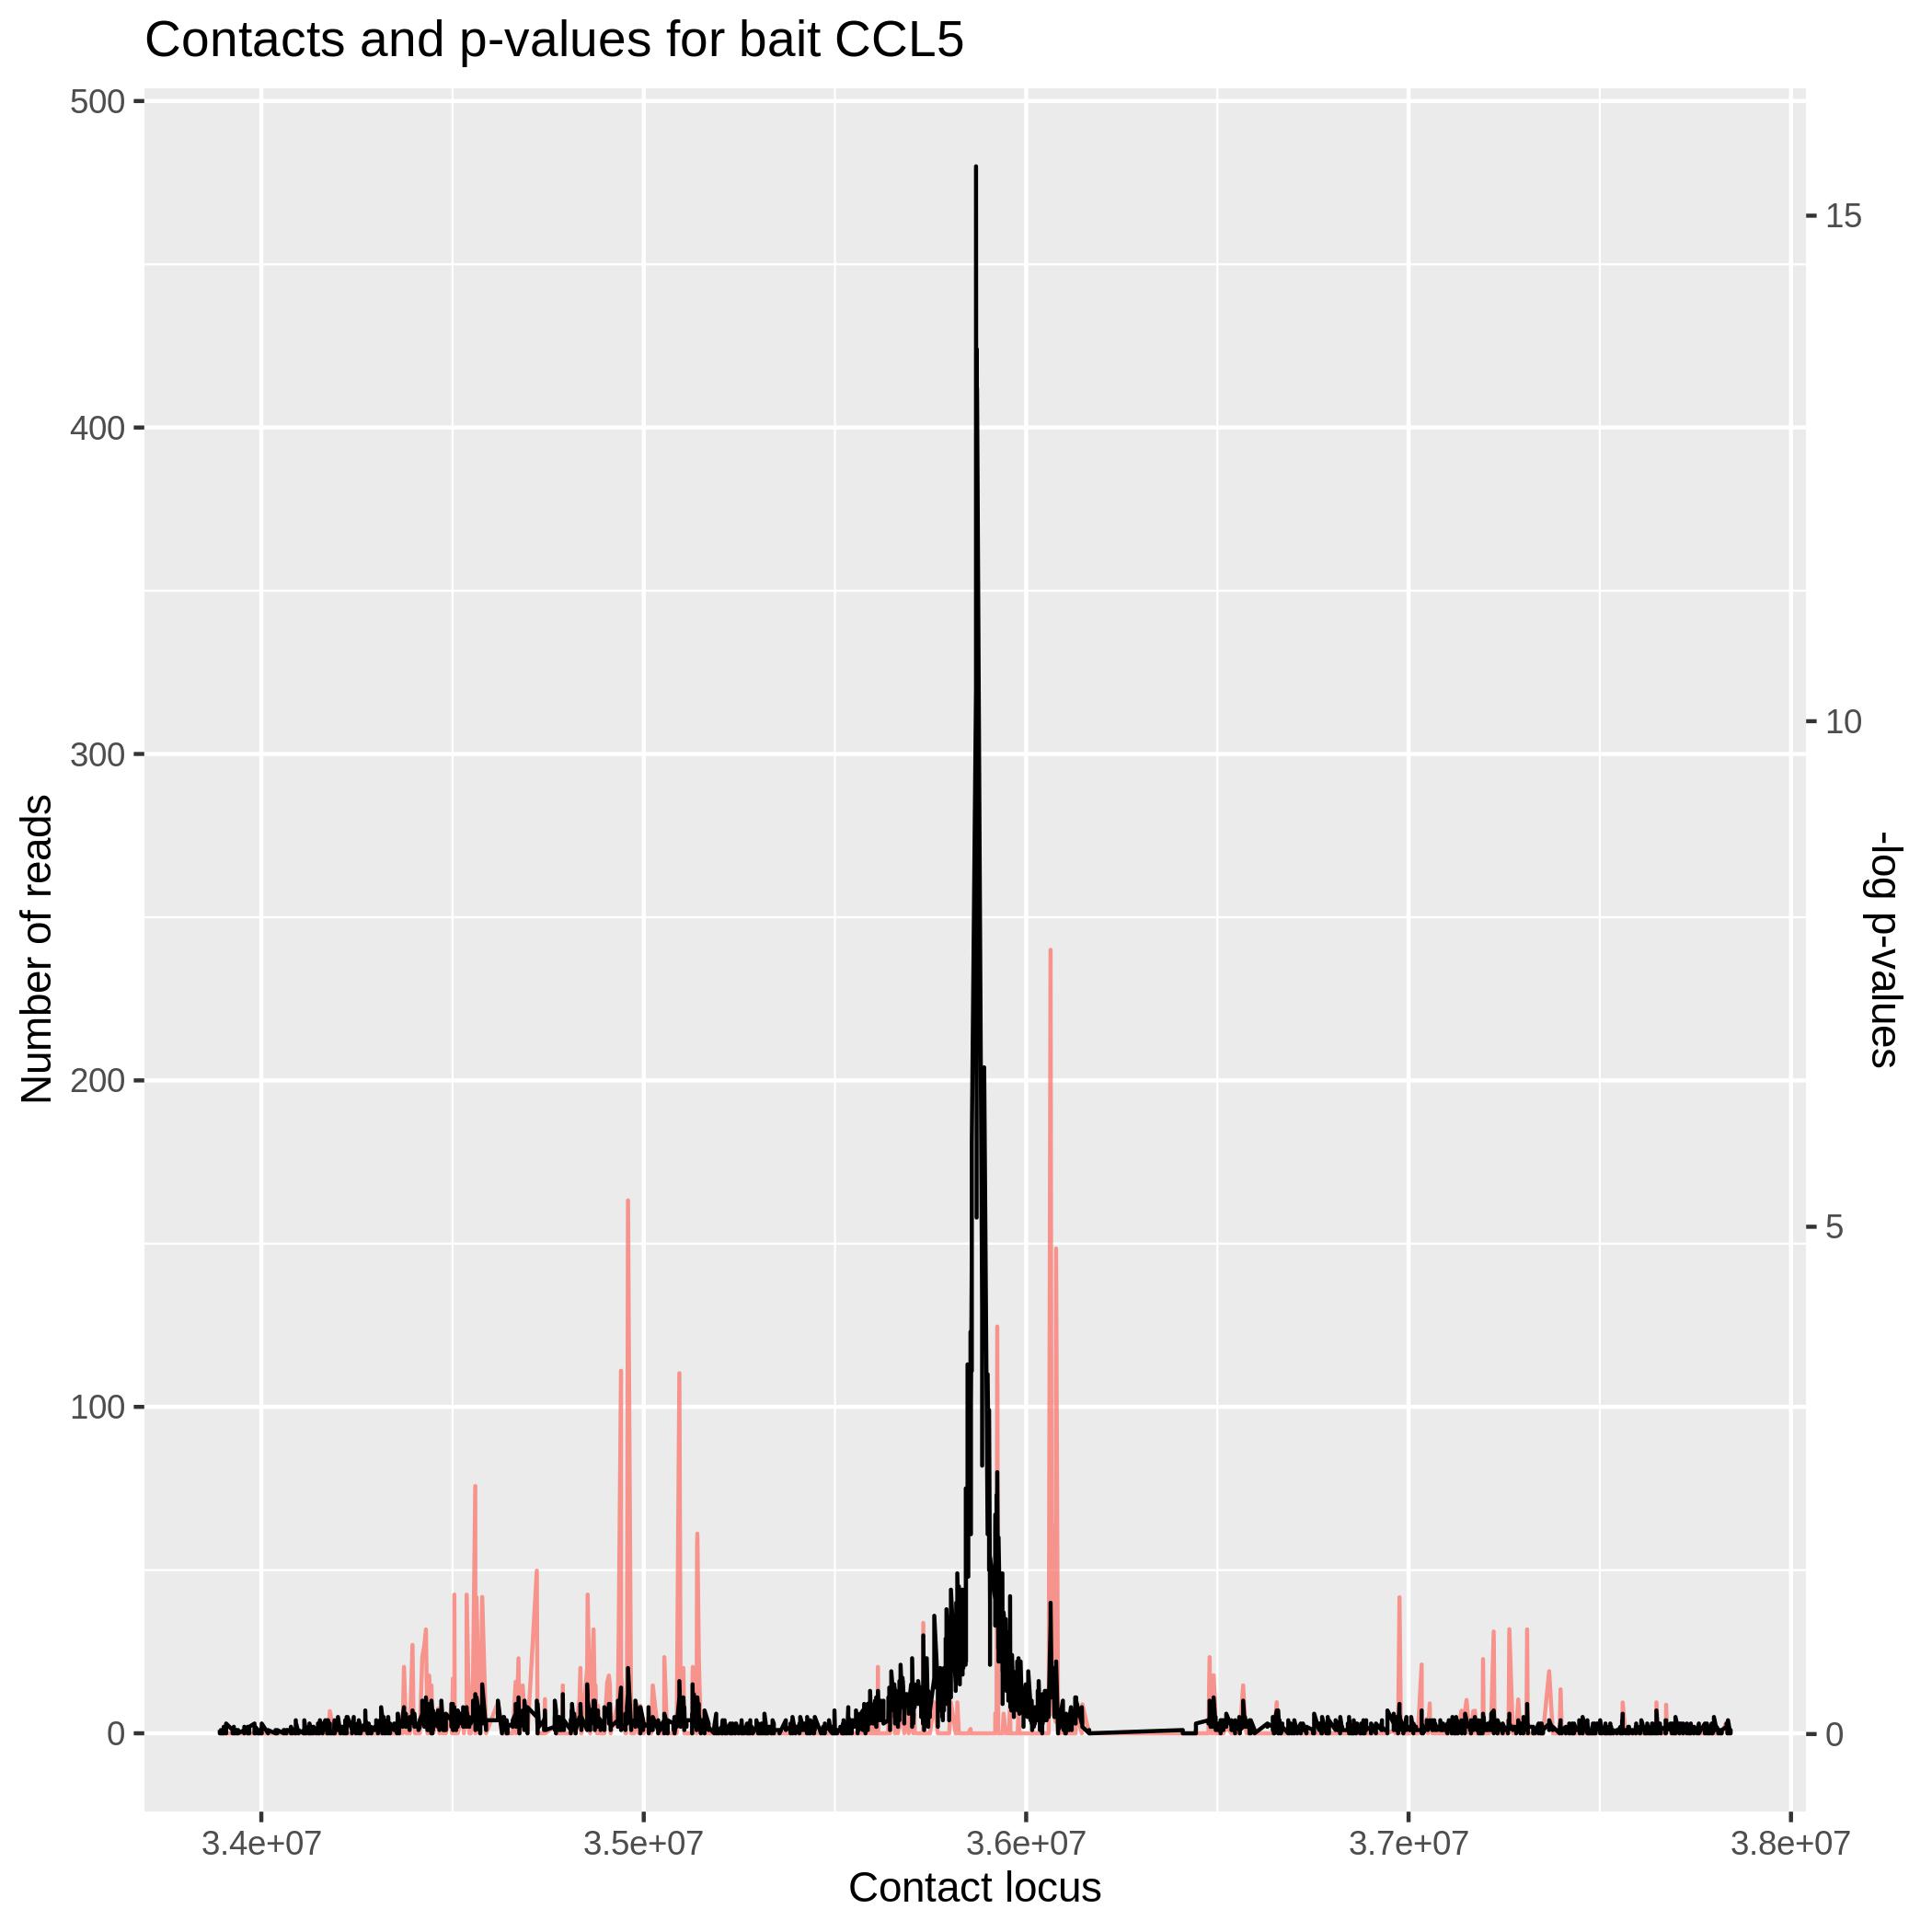 Contacts and p-values for bait CCL5
500
400
300
200
100
0
Number of reads
15
10
5
0
-log p-values
3.4e+07
3.5e+07
3.6e+07
3.7e+07
3.8e+07
Contact locus